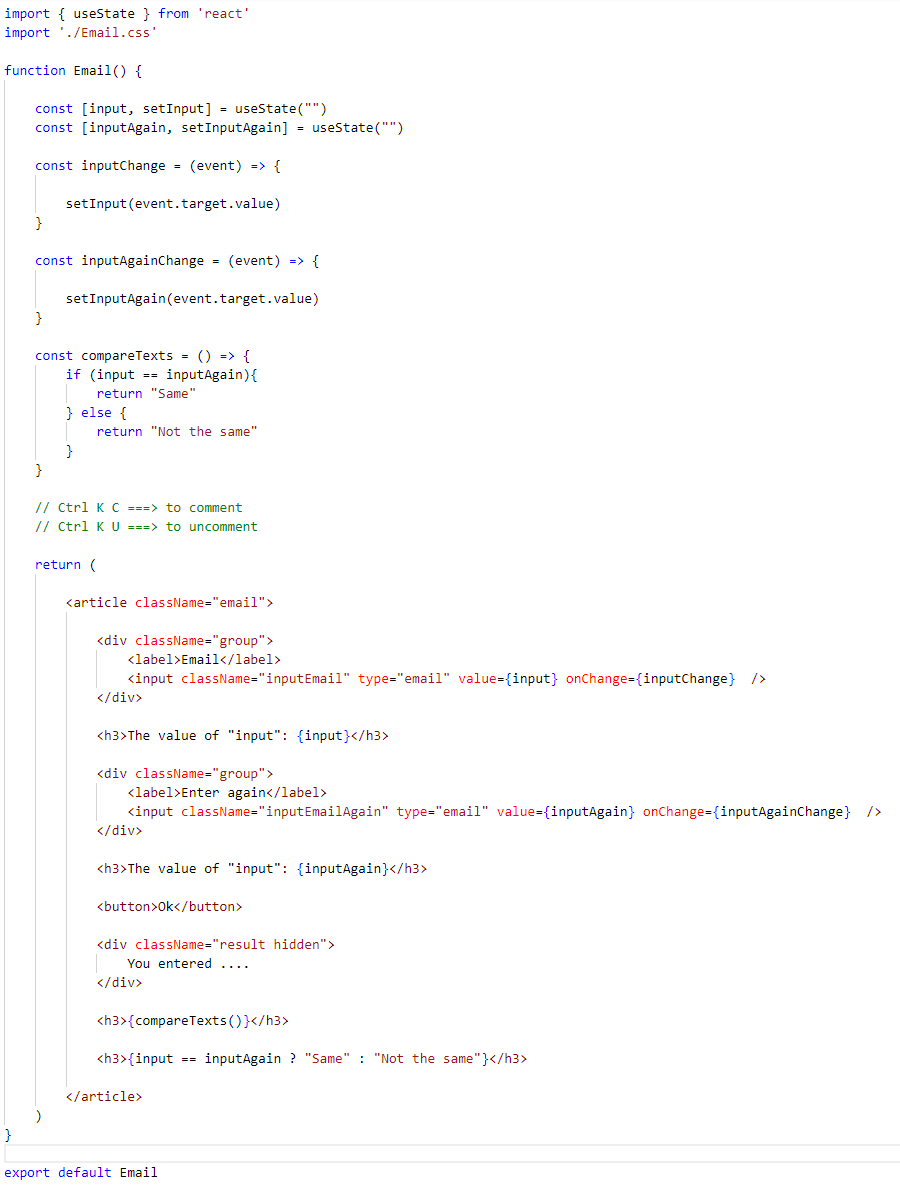 import { useState } from 'react'
import './Email.css'
function Email() {
const [input, setInput] = useState("")
const [inputAgain, setInputAgain] = useState("")
const inputChange = (event) => {
setInput(event.target.value)
}
const inputAgainChange = (event) => {
setInputAgain(event.target.value)
}
const compareTexts = () => {
if (input == inputAgain){
return "Same"
} else {
return "Not the same"
}
}
// Ctrl K C ===> to comment
// Ctrl K U ===> to uncomment
return (
<article className="email">
<div className="group">
<label>Email</label>
<input className="inputEmail" type="email" value={input} onChange={inputChange}  />
</div>
<h3>The value of "input": {input}</h3>
<div className="group">
<label>Enter again</label>
<input className="inputEmailAgain" type="email" value={inputAgain} onChange={inputAgainChange}  />
</div>
<h3>The value of "input": {inputAgain}</h3>
<button>Ok</button>
<div className="result hidden">
You entered ....
</div>
<h3>{compareTexts()}</h3>
<h3>{input == inputAgain ? "Same" : "Not the same"}</h3>
</article>
)
}
export default Email